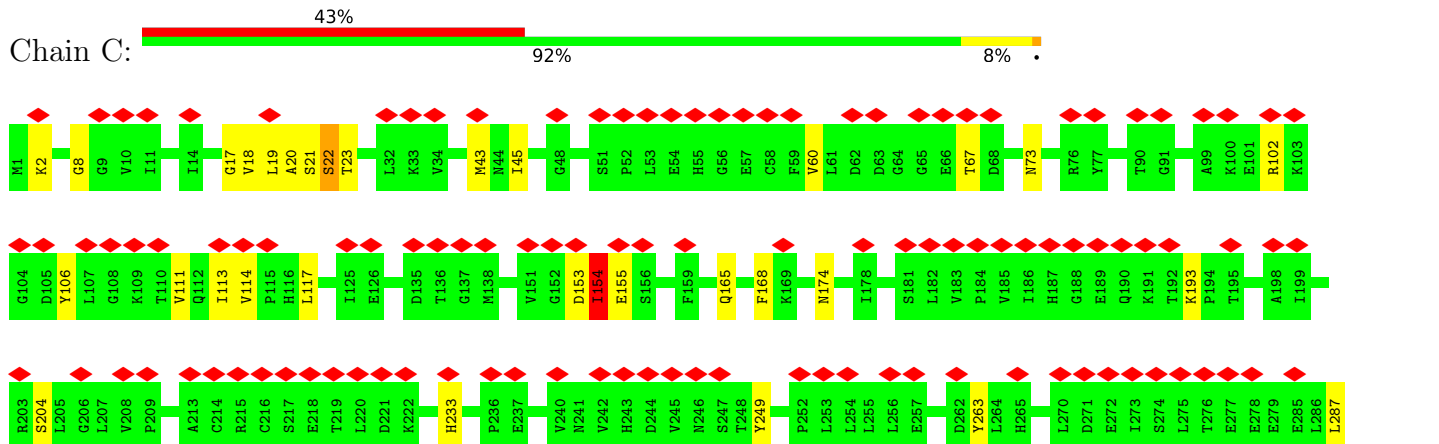 43%
Chain C:
92% 8% •
M1 K2 G8 G9 V10 I11 I14 G17 V18 L19 A20 S21 S22 T23 L32 K33 V34 M43 N44 I45 G48 S51 P52 L53 E54 H55 G56 E57 C58 F59 V60 L61 D62 D63 G64 G65 E66 T67 D68 N73 R76 Y77 T90 G91 A99 K100 E101 R102 K103
G104 D105 Y106 L107 G108 K109 T110 V111 Q112 I113 V114 P115 H116 L117 I125 E126 D135 T136 G137 M138 V151 G152 D153 I154 E155 S156 F159 Q165 F168 K169 N174 I178 S181 L182 V183 P184 V185 I186 H187 G188 E189 Q190 K191 T192 K193 P194 T195 A198 I199
R203 S204 L205 G206 L207 V208 P209 A213 C214 R215 C216 S217 E218 T219 L220 D221 K222 H233 P236 E237 V240 N241 V242 H243 D244 V245 N246 S247 T248 Y249 P252 L253 L254 L255 L256 E257 D262 Y263 L264 H265 L270 D271 E272 I273 S274 L275 T276 E277 E278 E279 E285 L286 L287